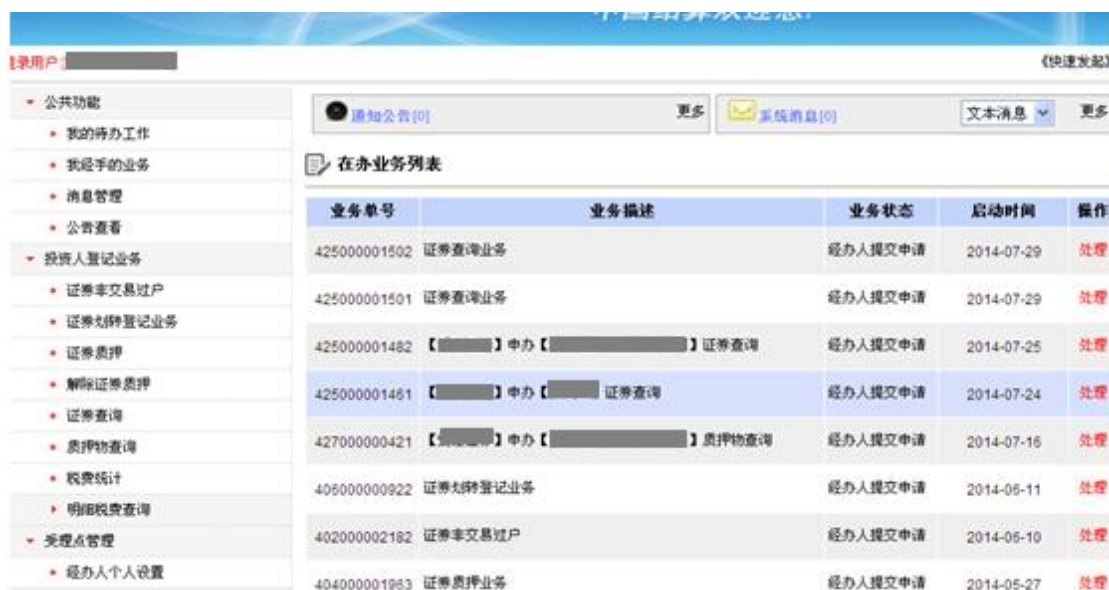 中国结算欢迎您!
登录用户:
《快速发起》
公共功能
我的待办工作
我经手的业务
消息管理
公告查看
投资人登记业务
证券非交易过户
证券划转登记业务
证券质押
解除证券质押
证券查询
质押物查询
税费统计
明细税费查询
受理点管理
经办人个人设置
通知公告[0] 更多 系统消息[0] 文本消息 更多
在办业务列表
业务单号 业务描述 业务状态 启动时间 操作
425000001502 证券查询业务 经办人提交申请 2014-07-29 处理
425000001501 证券查询业务 经办人提交申请 2014-07-29 处理
425000001482 【 】申办【 】证券查询 经办人提交申请 2014-07-25 处理
425000001461 【 】申办【 证券查询 经办人提交申请 2014-07-24 处理
427000000421 【 】申办【 】质押物查询 经办人提交申请 2014-07-16 处理
406000000922 证券划转登记业务 经办人提交申请 2014-06-11 处理
402000002182 证券非交易过户 经办人提交申请 2014-06-10 处理
404000001963 证券质押业务 经办人提交申请 2014-05-27 处理